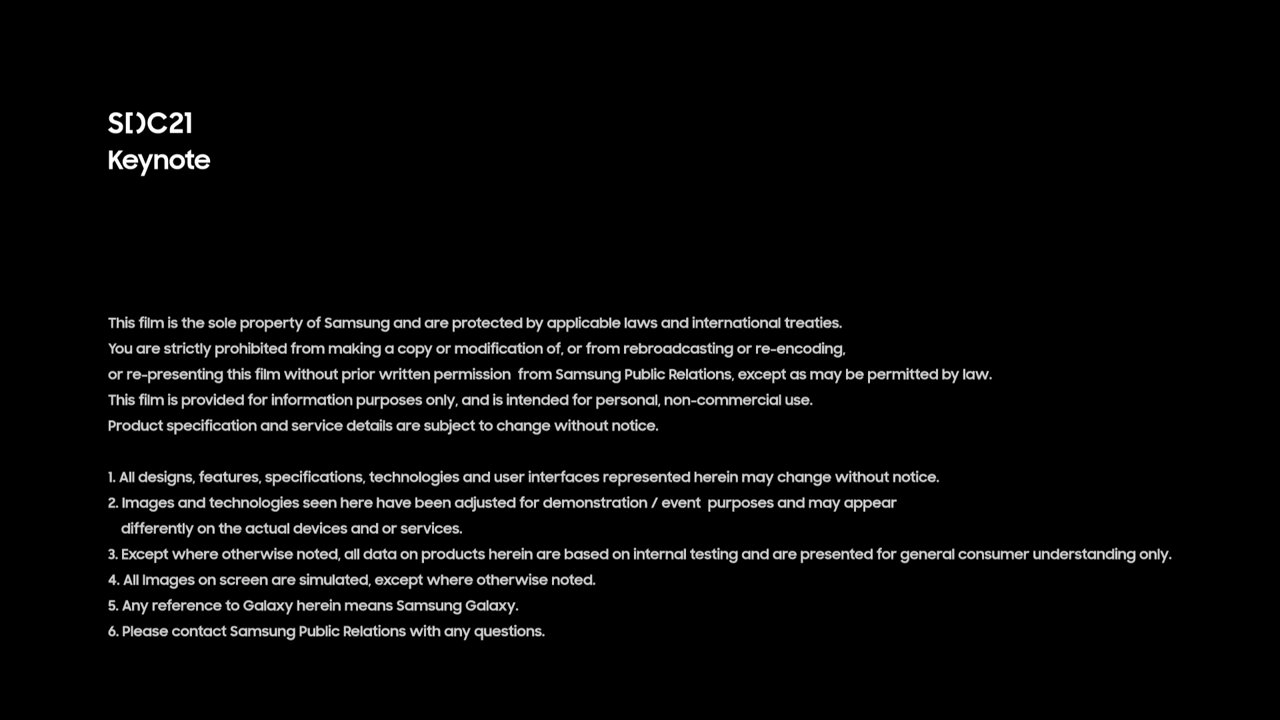 SDC21
Keynote
This film is the sole property of Samsung and are protected by applicable laws and international treaties.
You are strictly prohibited from making a copy or modification of, or from rebroadcasting or re-encoding,
or re-presenting this film without prior written permission  from Samsung Public Relations, except as may be permitted by law.
This film is provided for information purposes only, and is intended for personal, non-commercial use.
Product specification and service details are subject to change without notice.
1. All designs, features, specifications, technologies and user interfaces represented herein may change without notice.
2. Images and technologies seen here have been adjusted for demonstration / event  purposes and may appear
differently on the actual devices and or services.
3. Except where otherwise noted, all data on products herein are based on internal testing and are presented for general consumer understanding only.
4. All Images on screen are simulated, except where otherwise noted.
5. Any reference to Galaxy herein means Samsung Galaxy.
6. Please contact Samsung Public Relations with any questions.